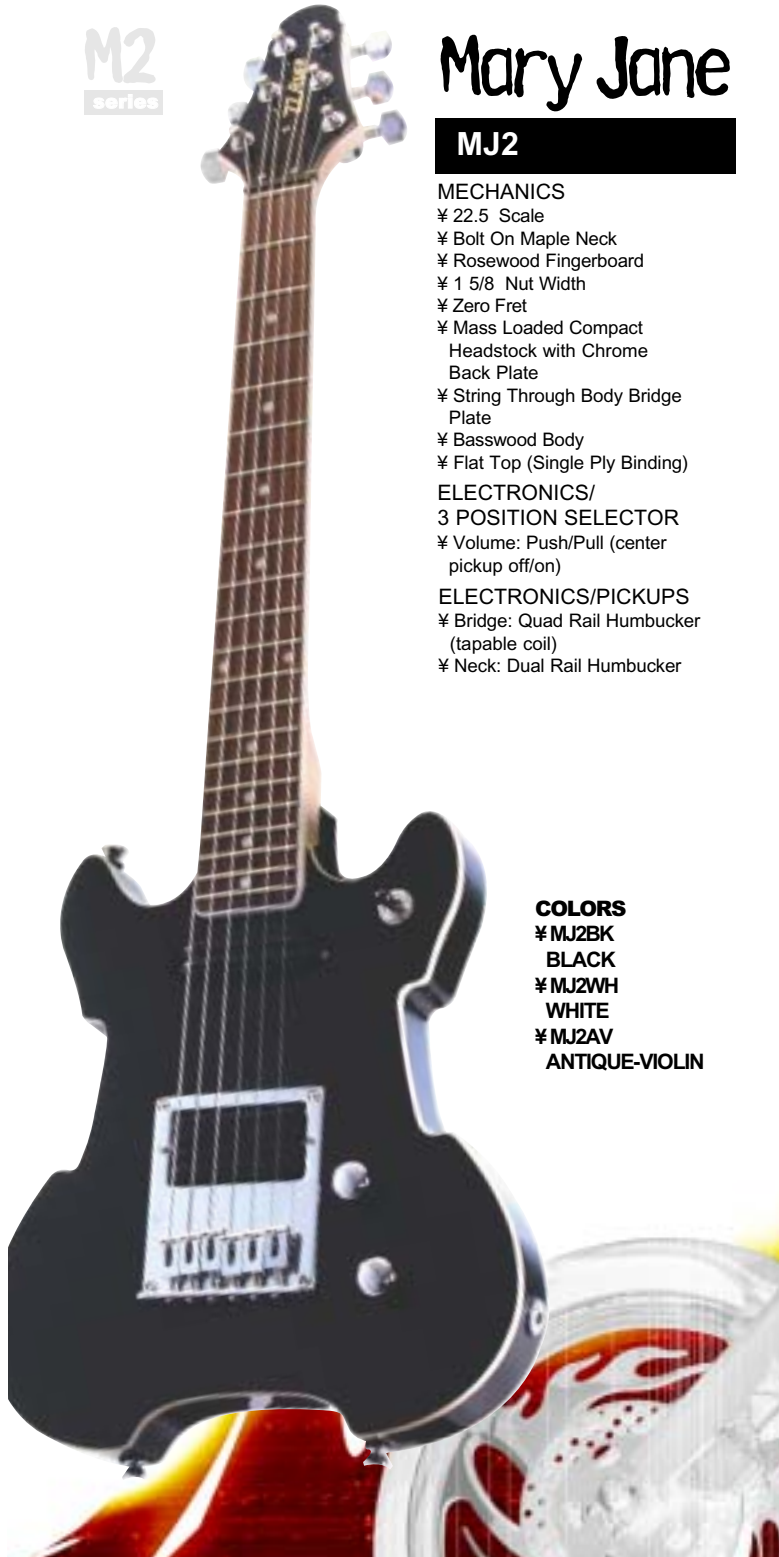 M2
series
Mary Jane
MJ2
MECHANICS
¥ 22.5  Scale
¥ Bolt On Maple Neck
¥ Rosewood Fingerboard
¥ 1 5/8  Nut Width
¥ Zero Fret
¥ Mass Loaded Compact
Headstock with Chrome
Back Plate
¥ String Through Body Bridge
Plate
¥ Basswood Body
¥ Flat Top (Single Ply Binding)
ELECTRONICS/
3 POSITION SELECTOR
¥ Volume: Push/Pull (center
pickup off/on)
ELECTRONICS/PICKUPS
¥ Bridge: Quad Rail Humbucker
(tapable coil)
¥ Neck: Dual Rail Humbucker
COLORS
¥ MJ2BK
BLACK
¥ MJ2WH
WHITE
¥ MJ2AV
ANTIQUE-VIOLIN